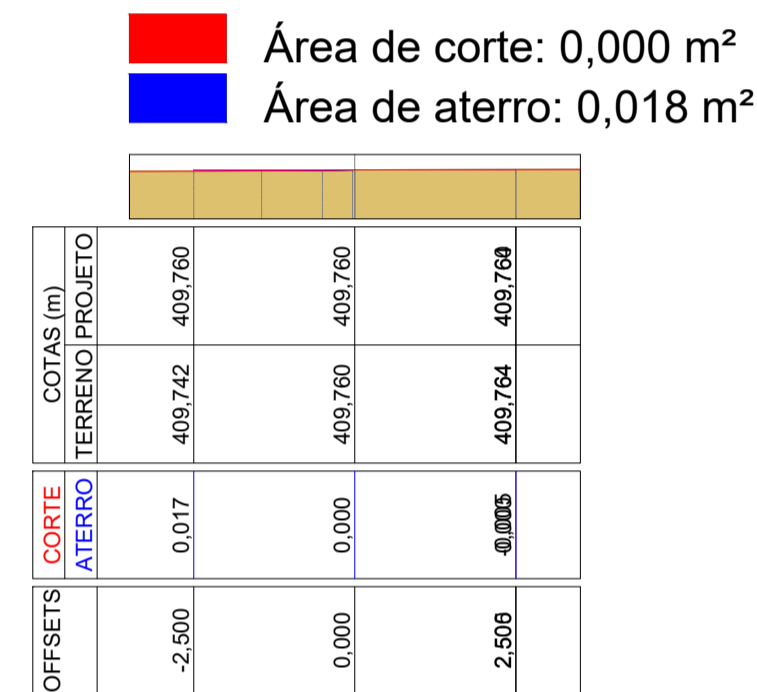 Área de corte: 0,000 m²
Área de aterro: 0,018 m²
COTAS (m)
PROJETO
409,760
409,760
TERRENO
409,742
409,760
409,764
CORTE
ATERRO
0,017
0,000
OFFSETS
-2,500
0,000